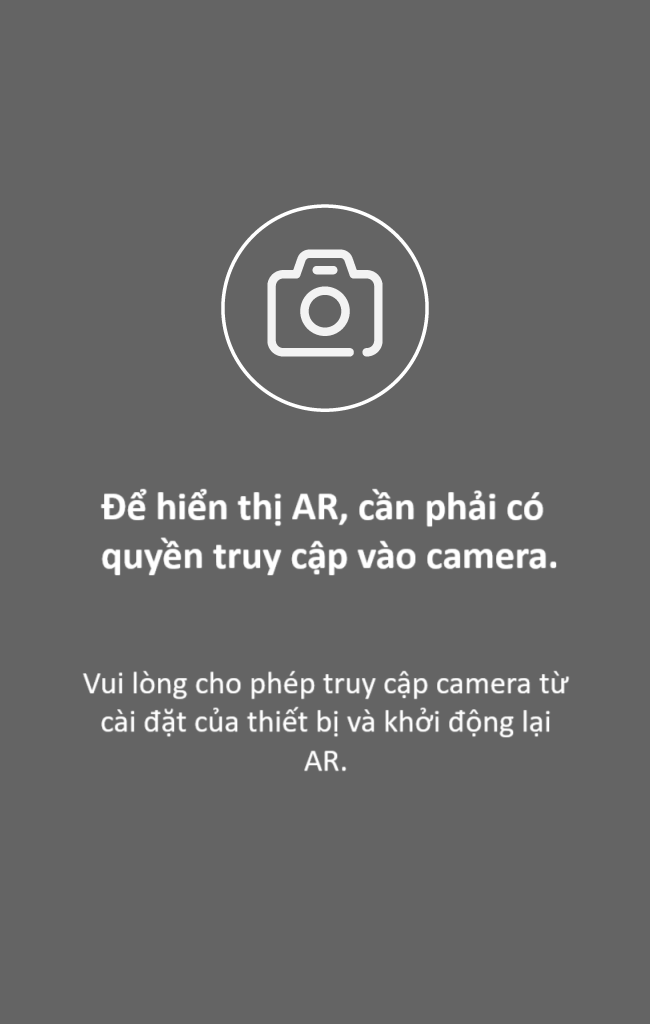 Để hiển thị AR, cần phải có
quyền truy cập vào camera.
Vui lòng cho phép truy cập camera từ
cài đặt của thiết bị và khởi động lại
AR.